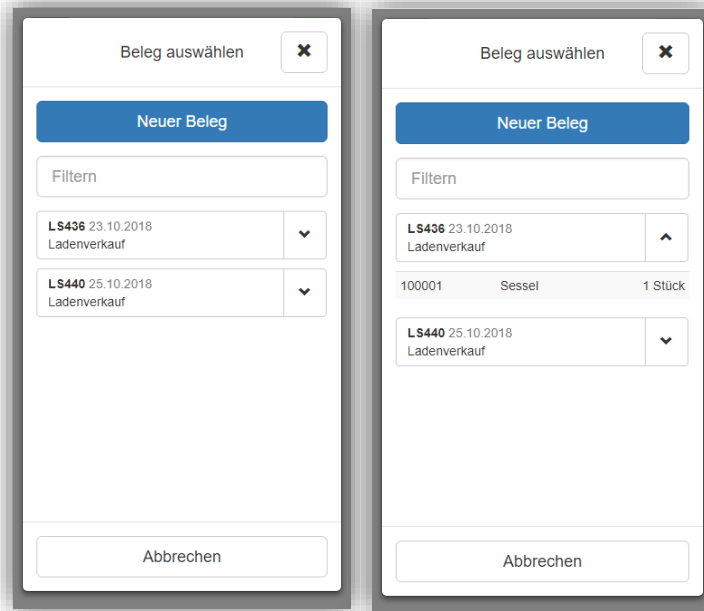 Beleg auswählen
Neuer Beleg
Filtern
LS436 23.10.2018
Ladenverkauf
LS440 25.10.2018
Ladenverkauf
Abbrechen
Beleg auswählen
Neuer Beleg
Filtern
LS436 23.10.2018
Ladenverkauf
100001 Sessel 1 Stück
LS440 25.10.2018
Ladenverkauf
Abbrechen